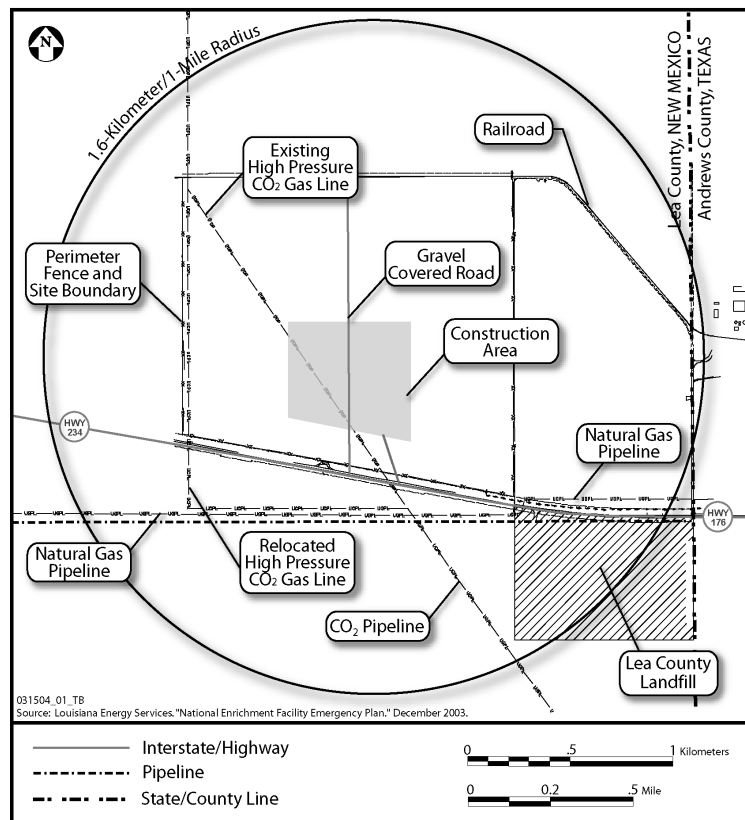 N
1.6-Kilometer/1-Mile Radius
Lea County, NEW MEXICO
Andrews County, TEXAS
Railroad
Existing
High Pressure
CO₂ Gas Line
Perimeter
Fence and
Site Boundary
Gravel
Covered Road
Construction
Area
HWY
234
Natural Gas
Pipeline
HWY
176
Natural Gas
Pipeline
Relocated
High Pressure
CO₂ Gas Line
CO₂ Pipeline
Lea County
Landfill
031504_01_TB
Source: Louisiana Energy Services. "National Enrichment Facility Emergency Plan." December 2003.
Interstate/Highway
Pipeline
State/County Line
0 .5 1 Kilometers
0 0.2 .5 Mile